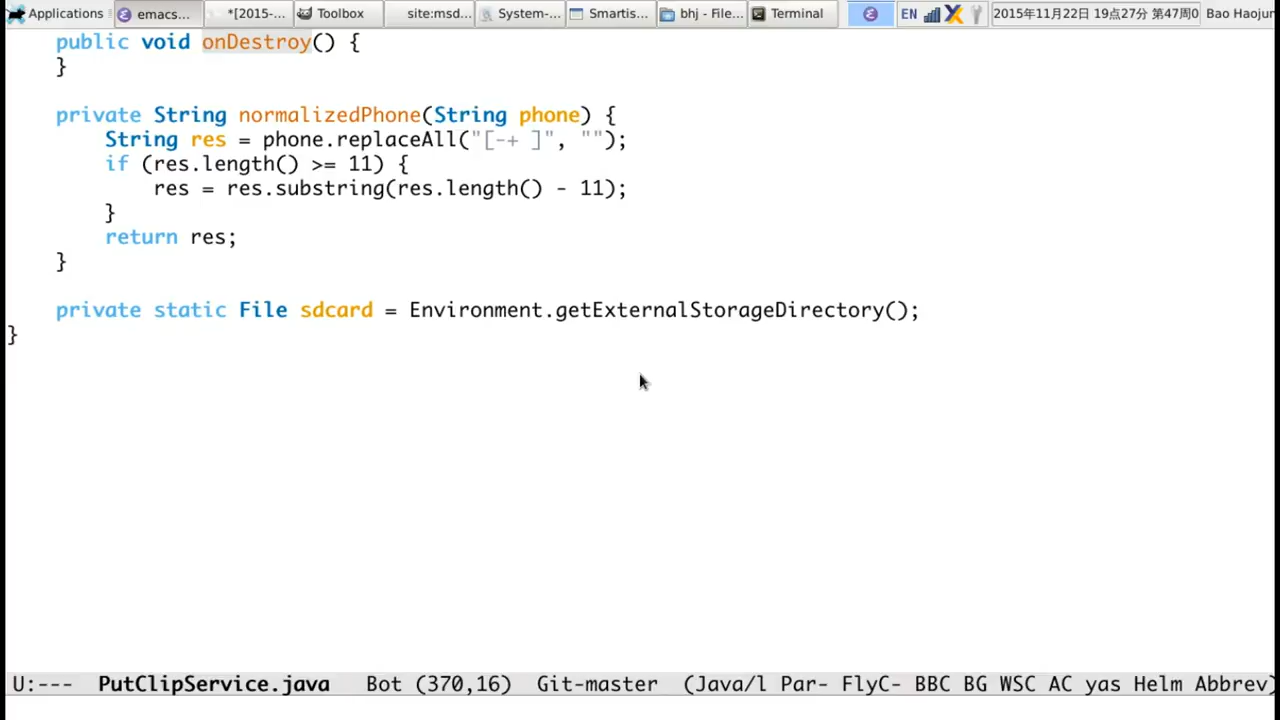 Applications emacs... *[2015-... Toolbox site:msd... System-... Smartis... bhj - File... Terminal EN 2015年11月22日 19点27分 第47周0 Bao Haojun
public void onDestroy() {
}
private String normalizedPhone(String phone) {
String res = phone.replaceAll("[-+ ]", "");
if (res.length() >= 11) {
res = res.substring(res.length() - 11);
}
return res;
}
private static File sdcard = Environment.getExternalStorageDirectory();
}
U:--- PutClipService.java Bot (370,16) Git-master (Java/l Par- FlyC- BBC BG WSC AC yas Helm Abbrev)